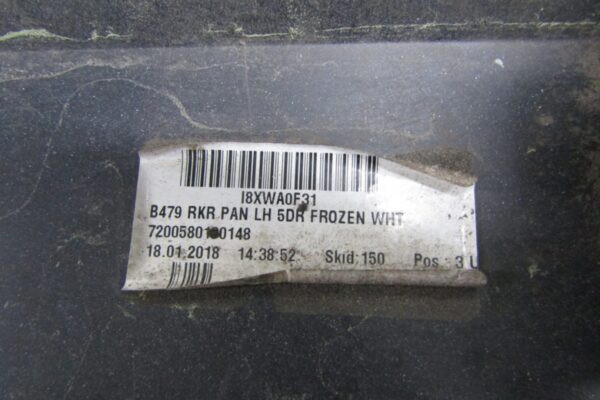 I8XWA0F31
B479 RKR PAN LH 5DR FROZEN WHT
18.01.2018 14:38:52 Skid: 150 Pos : 3